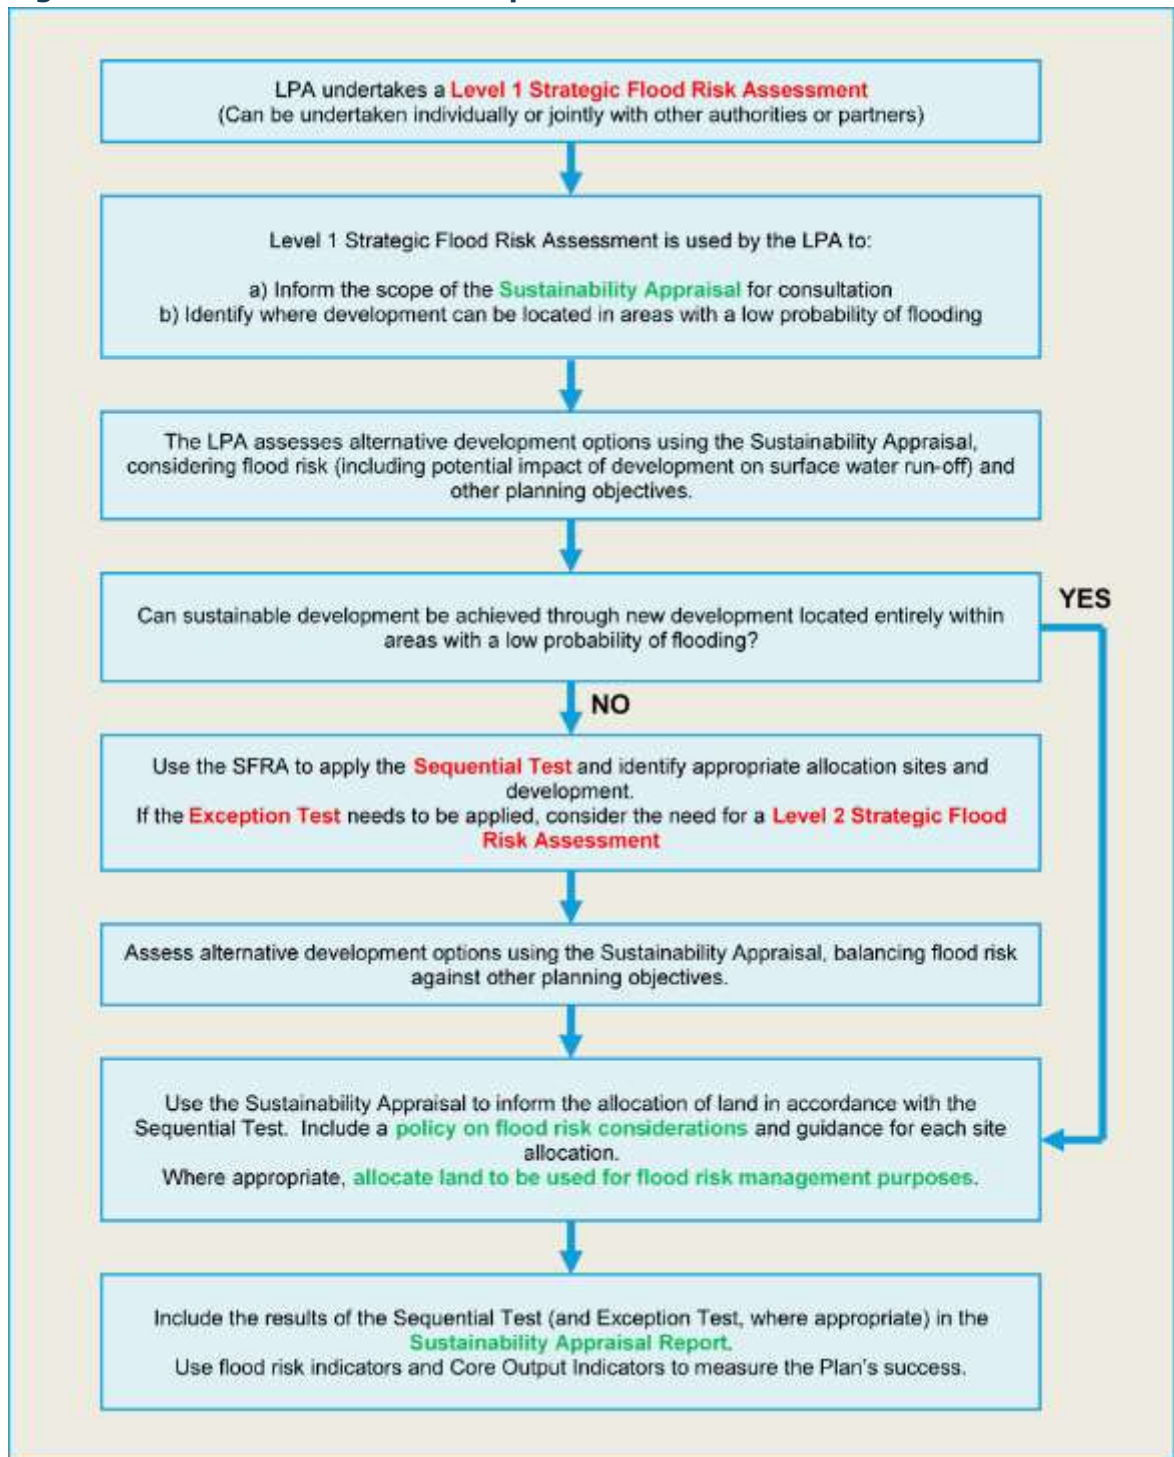 LPA undertakes a Level 1 Strategic Flood Risk Assessment
(Can be undertaken individually or jointly with other authorities or partners)
Level 1 Strategic Flood Risk Assessment is used by the LPA to:
a) Inform the scope of the Sustainability Appraisal for consultation
b) Identify where development can be located in areas with a low probability of flooding
The LPA assesses alternative development options using the Sustainability Appraisal,
considering flood risk (including potential impact of development on surface water run-off) and
other planning objectives.
Can sustainable development be achieved through new development located entirely within
areas with a low probability of flooding?
YES
NO
Use the SFRA to apply the Sequential Test and identify appropriate allocation sites and
development.
If the Exception Test needs to be applied, consider the need for a Level 2 Strategic Flood
Risk Assessment
Assess alternative development options using the Sustainability Appraisal, balancing flood risk
against other planning objectives.
Use the Sustainability Appraisal to inform the allocation of land in accordance with the
Sequential Test. Include a policy on flood risk considerations and guidance for each site
allocation.
Where appropriate, allocate land to be used for flood risk management purposes.
Include the results of the Sequential Test (and Exception Test, where appropriate) in the
Sustainability Appraisal Report.
Use flood risk indicators and Core Output Indicators to measure the Plan's success.